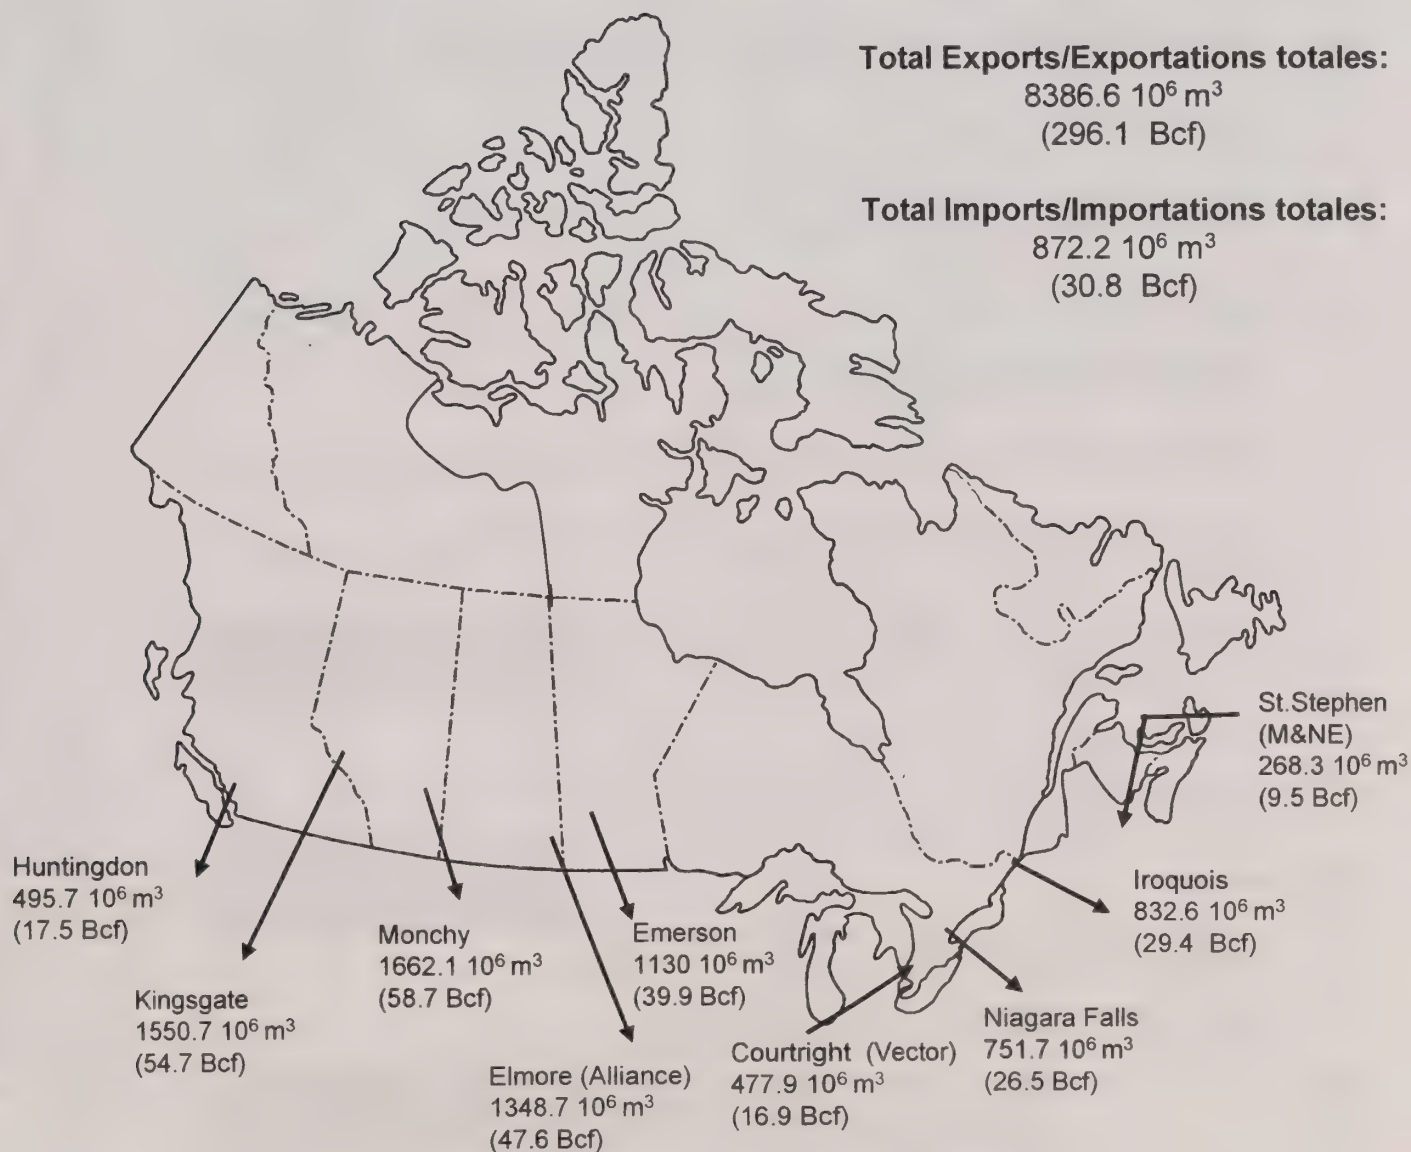 Total Exports/Exportations totales:
8386.6 10⁶ m³
(296.1 Bcf)
Total Imports/Importations totales:
872.2 10⁶ m³
(30.8 Bcf)
St.Stephen
(M&NE)
268.3 10⁶ m³
(9.5 Bcf)
Huntingdon
495.7 10⁶ m³
(17.5 Bcf)
Iroquois
832.6 10⁶ m³
(29.4 Bcf)
Monchy
1662.1 10⁶ m³
(58.7 Bcf)
Emerson
1130 10⁶ m³
(39.9 Bcf)
Kingsgate
1550.7 10⁶ m³
(54.7 Bcf)
Niagara Falls
751.7 10⁶ m³
(26.5 Bcf)
Courtright (Vector)
477.9 10⁶ m³
(16.9 Bcf)
Elmore (Alliance)
1348.7 10⁶ m³
(47.6 Bcf)